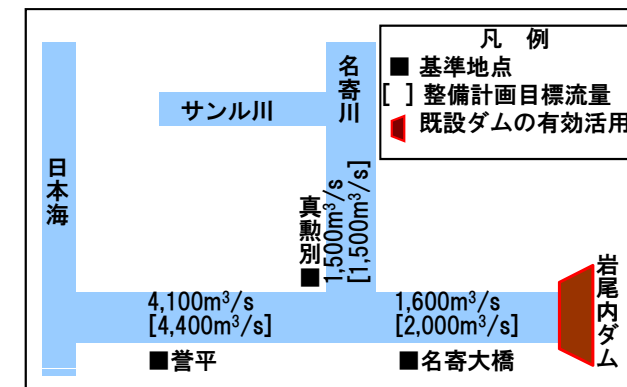 凡 例
■ 基準地点
[ ] 整備計画目標流量
既設ダムの有効活用
名寄川
サンル川
日本海
真勲別■
1,500m³/s
[1,500m³/s]
岩尾内ダム
4,100m³/s
[4,400m³/s]
1,600m³/s
[2,000m³/s]
■誉平
■名寄大橋